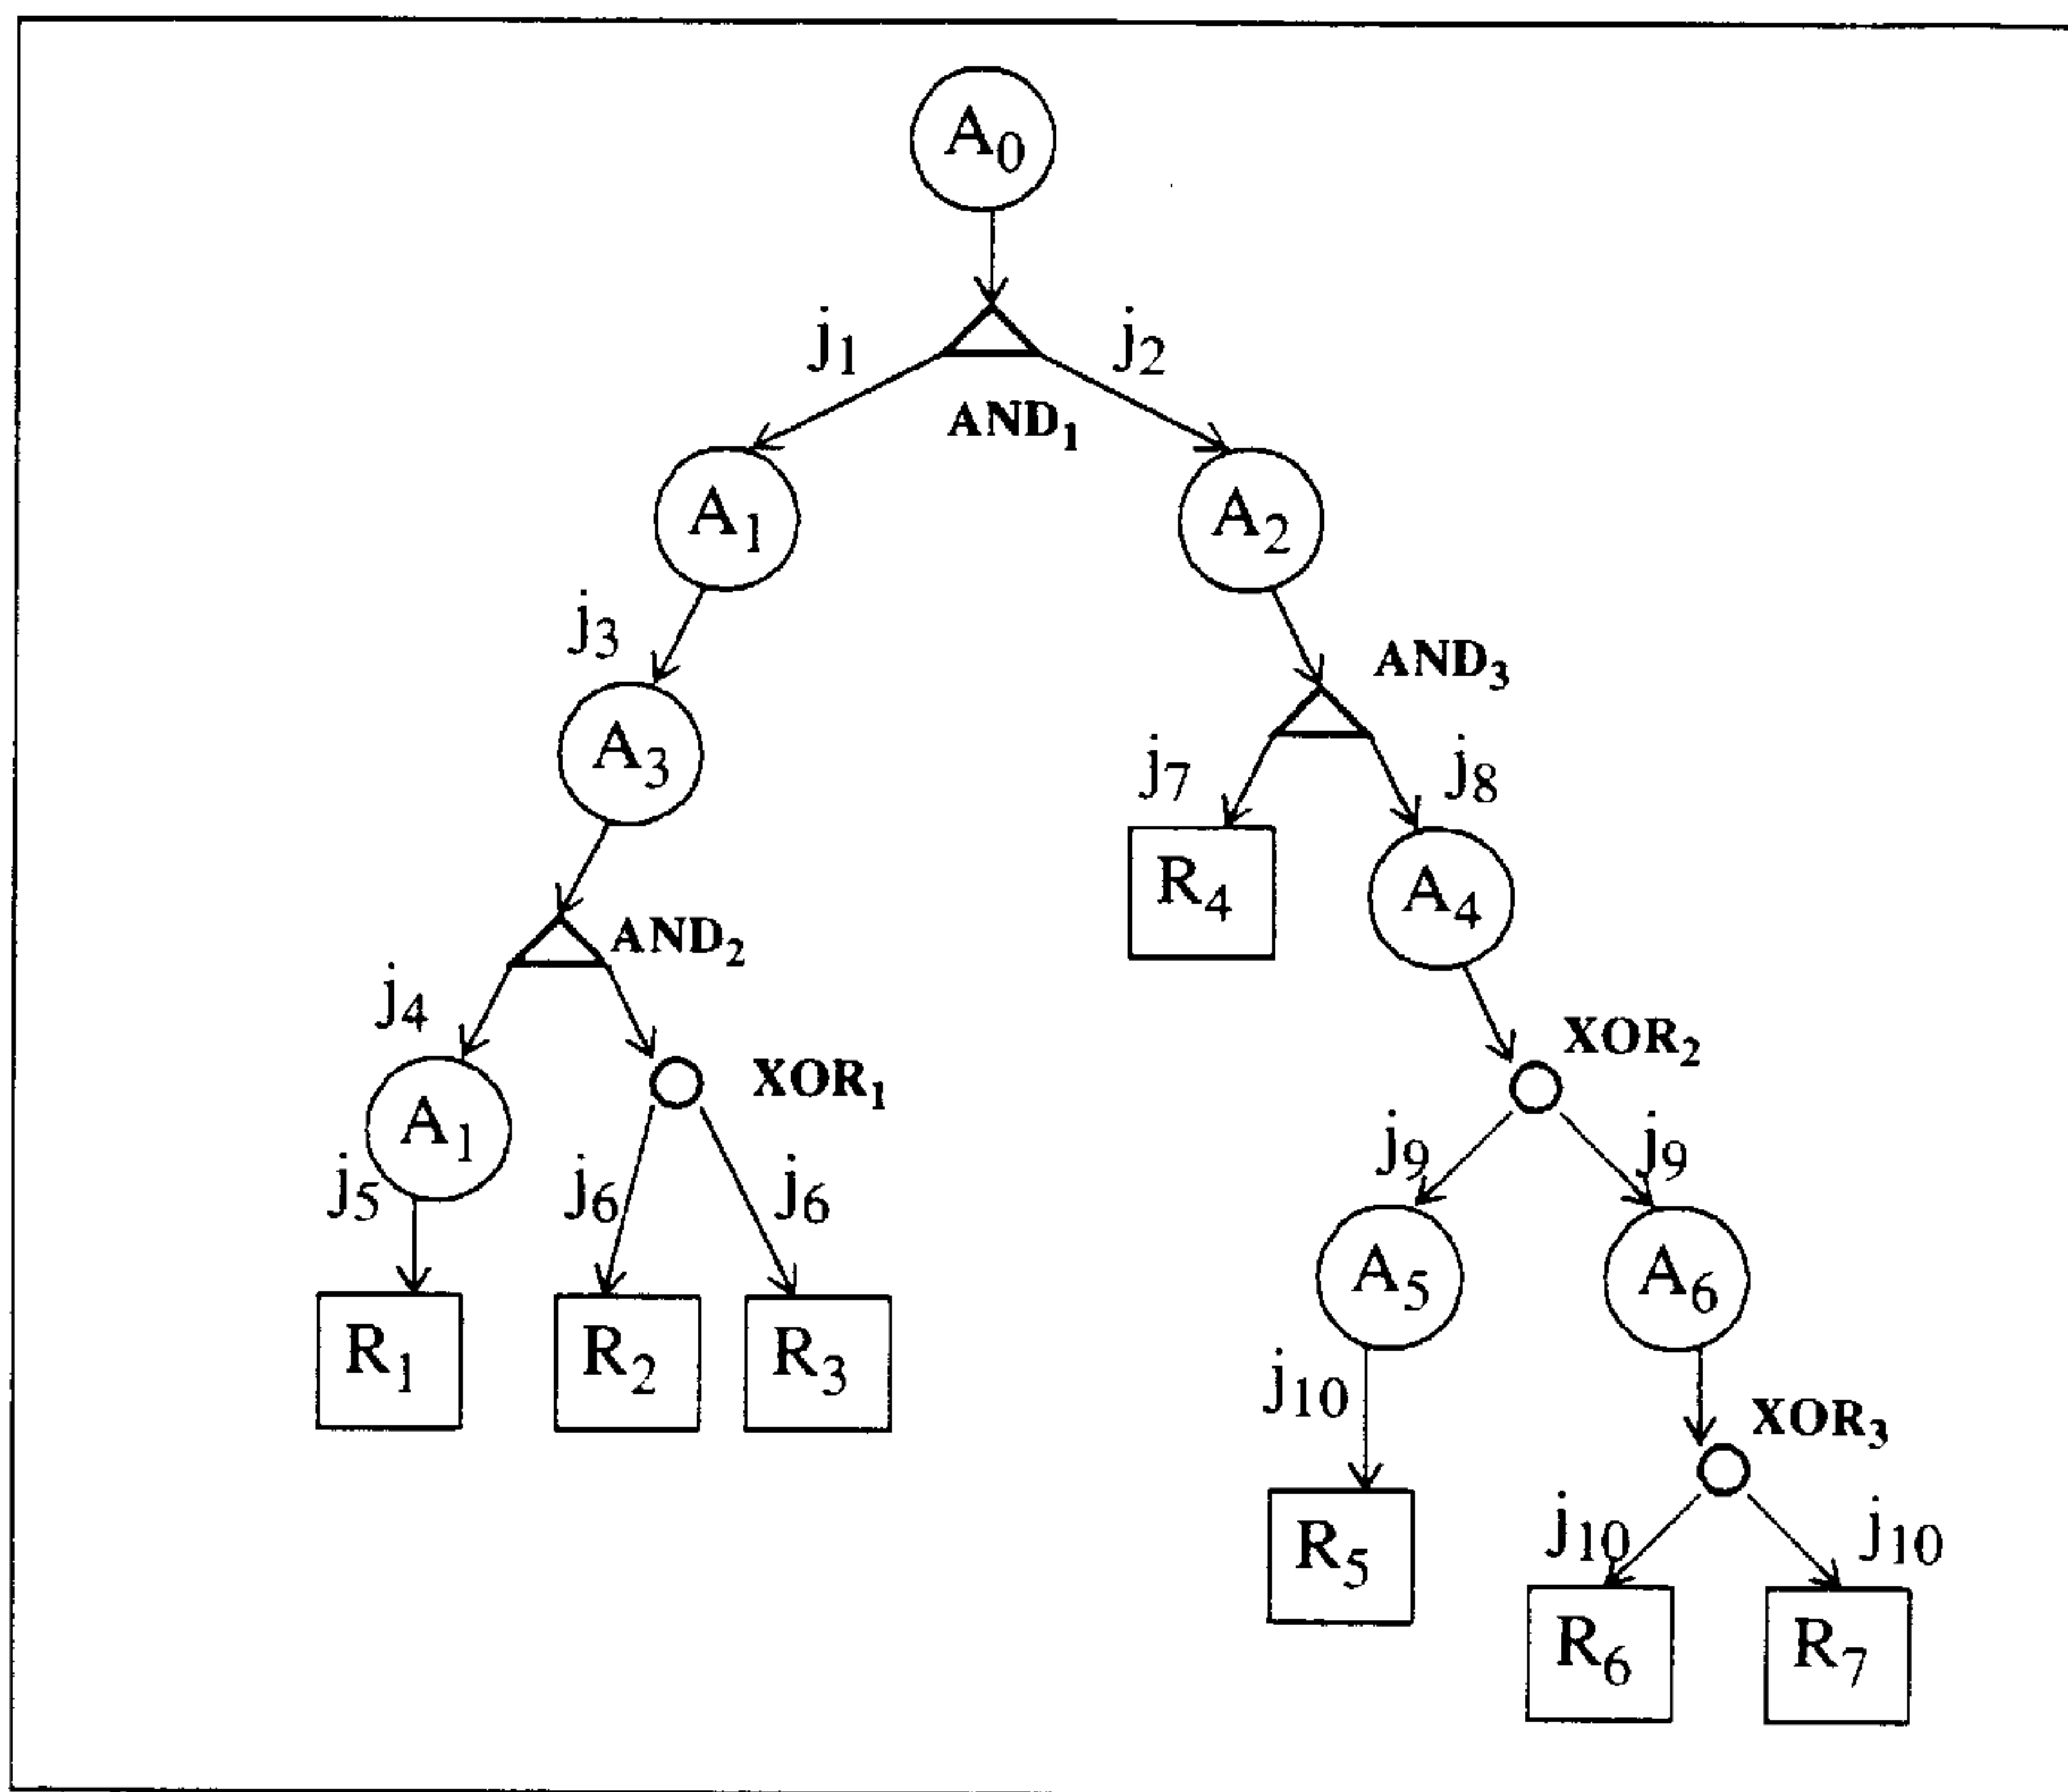 A0
j1 j2
AND1
A1 A2
j3
AND3
A3
j7 j8
R4 A4
AND2
j4
XOR2
XOR1
A1
j9 j9
j5 j6 j6
A5 A6
R1 R2 R3
j10
XOR3
j10 j10
R5
R6 R7